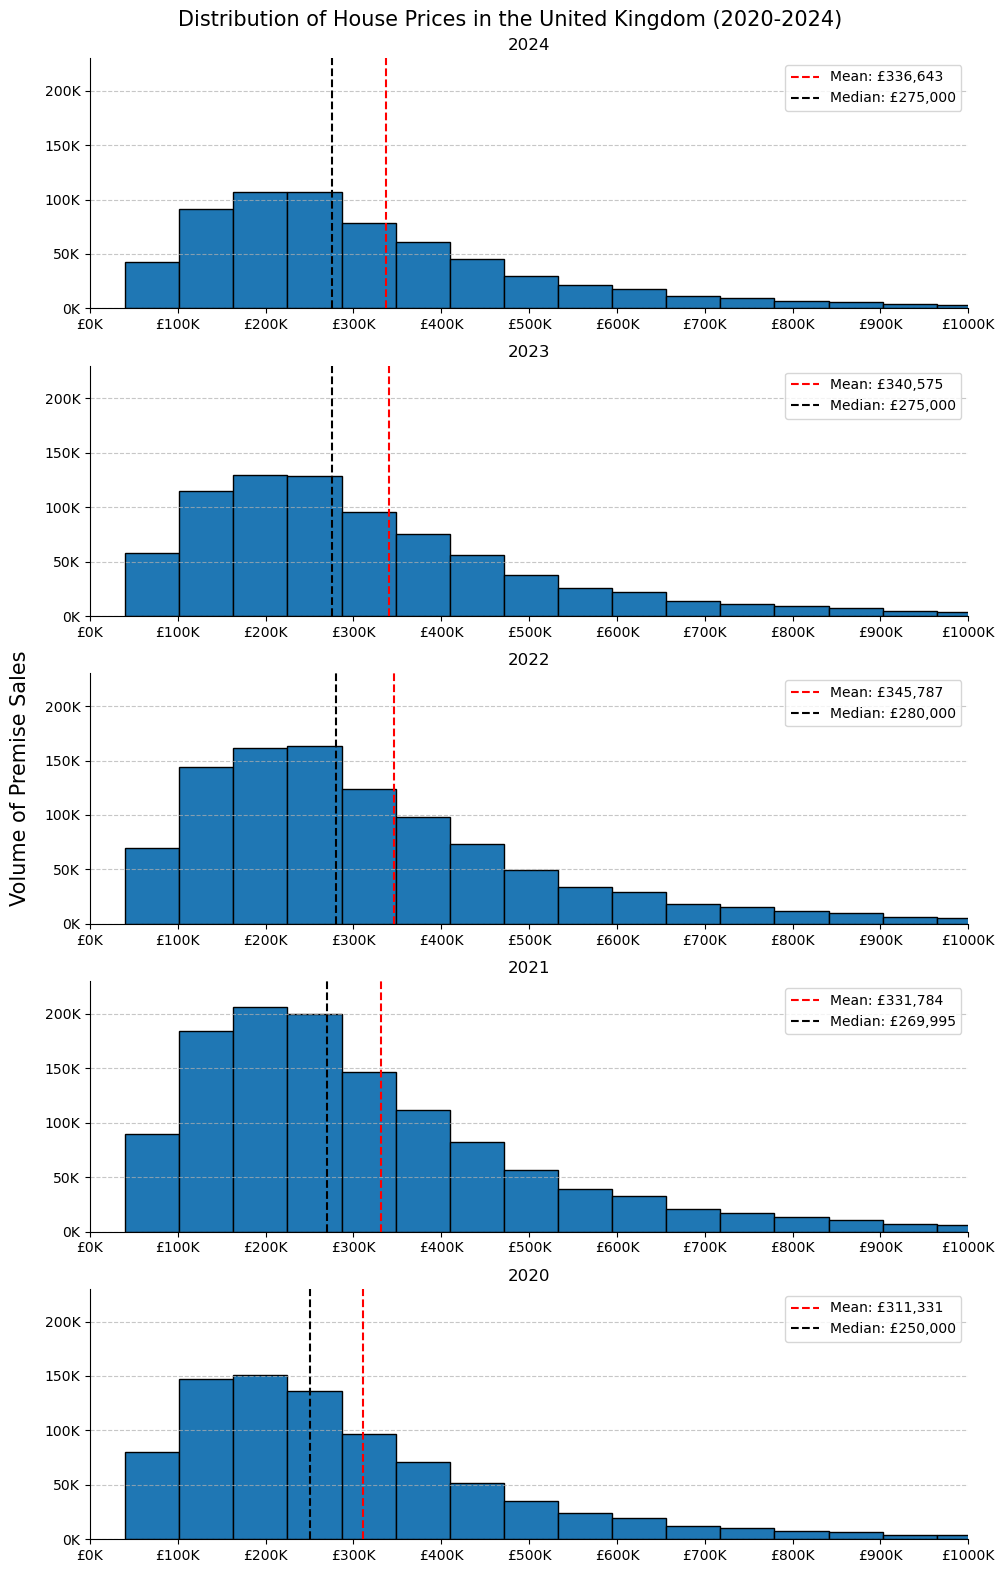 Distribution of House Prices in the United Kingdom (2020-2024)
2024
Mean: £336,643
Median: £275,000
200K
150K
100K
50K
0K
£0K £100K £200K £300K £400K £500K £600K £700K £800K £900K £1000K
2023
Mean: £340,575
Median: £275,000
200K
150K
100K
50K
0K
£0K £100K £200K £300K £400K £500K £600K £700K £800K £900K £1000K
Volume of Premise Sales
2022
Mean: £345,787
Median: £280,000
200K
150K
100K
50K
0K
£0K £100K £200K £300K £400K £500K £600K £700K £800K £900K £1000K
2021
Mean: £331,784
Median: £269,995
200K
150K
100K
50K
0K
£0K £100K £200K £300K £400K £500K £600K £700K £800K £900K £1000K
2020
Mean: £311,331
Median: £250,000
200K
150K
100K
50K
0K
£0K £100K £200K £300K £400K £500K £600K £700K £800K £900K £1000K